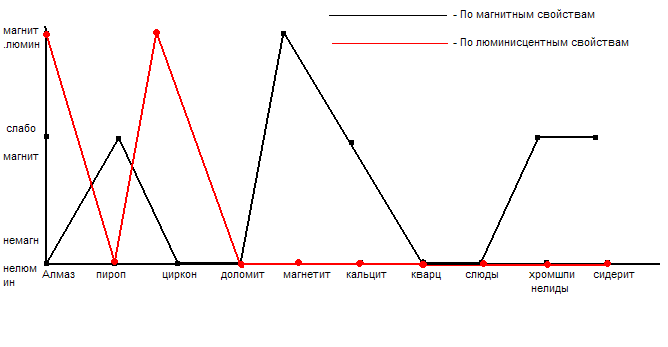 - По магнитным свойствам
- По люминисцентным свойствам
магнит
.люмин
слабо
магнит
немагн
нелюм
ин
Алмаз пироп циркон доломит магнетит кальцит кварц слюды хромшпи сидерит
нелиды